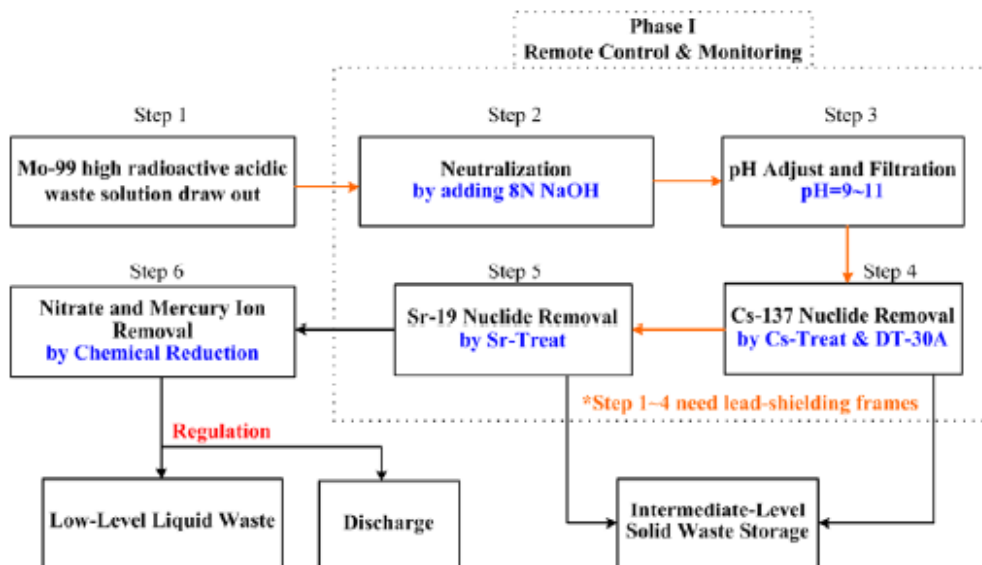 Phase I
Remote Control & Monitoring
Step 1
Step 2
Step 3
Mo-99 high radioactive acidic
waste solution draw out
Neutralization
by adding 8N NaOH
pH Adjust and Filtration
pH=9~11
Step 6
Step 5
Step 4
Nitrate and Mercury Ion
Removal
by Chemical Reduction
Sr-19 Nuclide Removal
by Sr-Treat
Cs-137 Nuclide Removal
by Cs-Treat & DT-30A
*Step 1~4 need lead-shielding frames
Regulation
Low-Level Liquid Waste
Discharge
Intermediate-Level
Solid Waste Storage